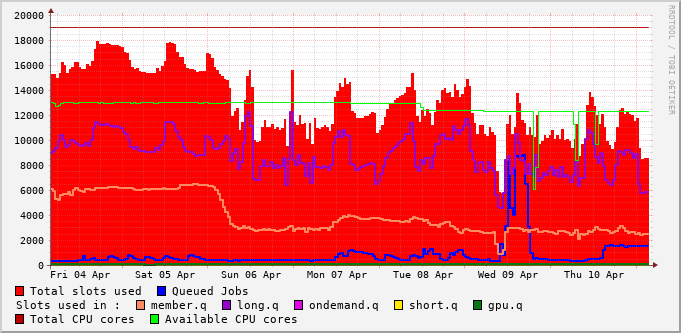 20000
18000
16000
14000
12000
10000
8000
6000
4000
2000
0
Fri 04 Apr Sat 05 Apr Sun 06 Apr Mon 07 Apr Tue 08 Apr Wed 09 Apr Thu 10 Apr
Total slots used Queued Jobs
Slots used in : member.q long.q ondemand.q short.q gpu.q
Total CPU cores Available CPU cores
RRDTOOL / TOBI OETIKER